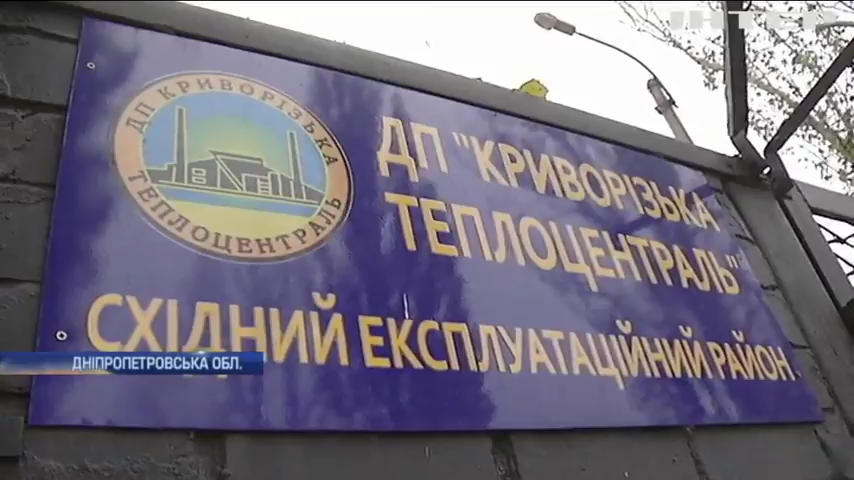 ІНТЕР
ДП КРИВОРІЗЬКА
ТЕПЛОЦЕНТРАЛЬ
ДП "КРИВОРІЗЬКА
ТЕПЛОЦЕНТРАЛЬ"
СХІДНИЙ ЕКСПЛУАТАЦІЙНИЙ РАЙОН
ДНІПРОПЕТРОВСЬКА ОБЛ.